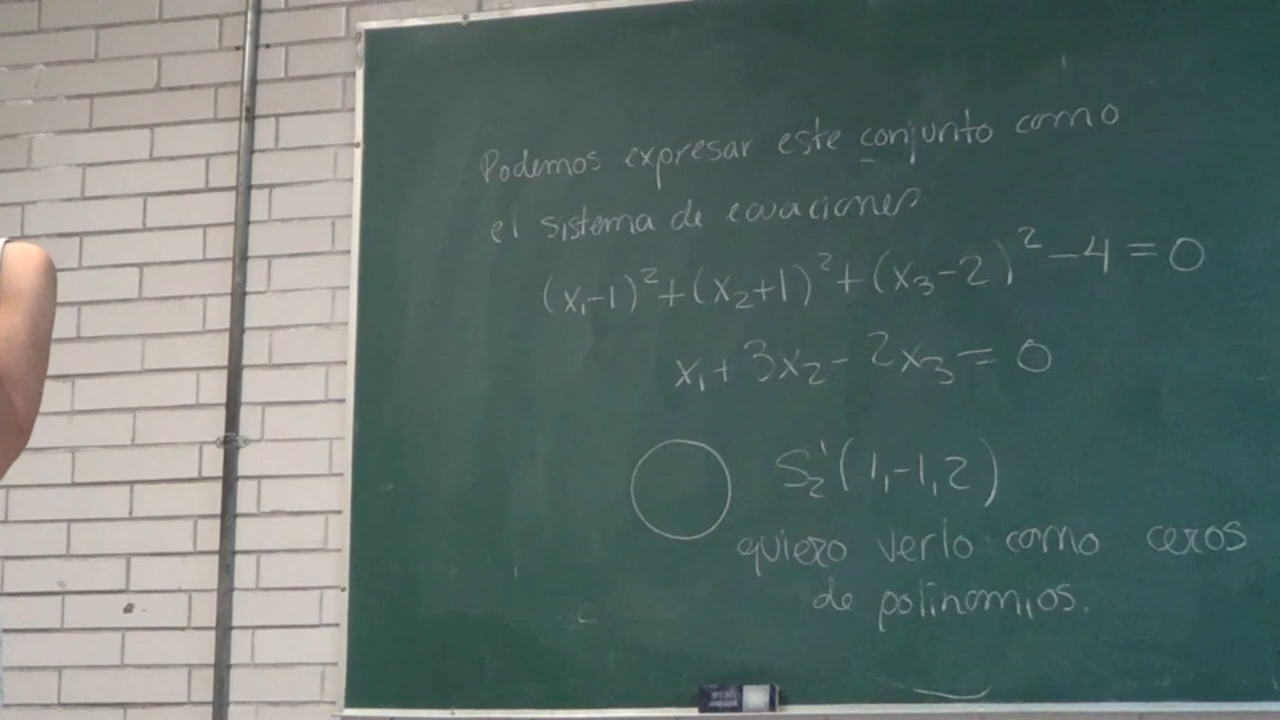 Podemos expresar este conjunto como
el sistema de ecuaciones
(x₁-1)²+(x₂+1)²+(x₃-2)²-4=0
x₁+3x₂-2x₃=0
S₂¹(1,-1,2)
quiero verlo como ceros
de polinomios.